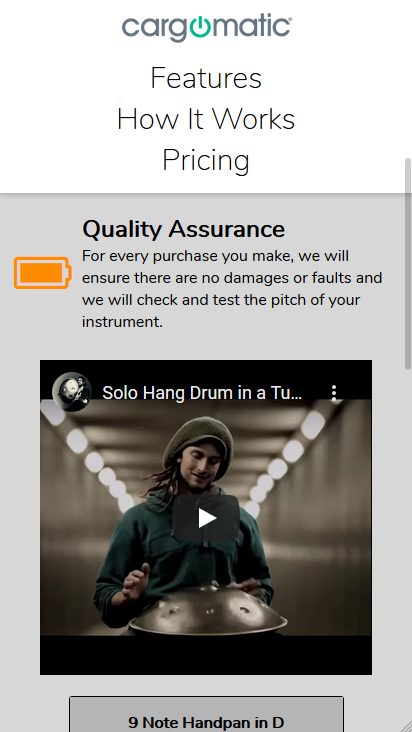 cargomatic®
Features
How It Works
Pricing
Quality Assurance
For every purchase you make, we will
ensure there are no damages or faults and
we will check and test the pitch of your
instrument.
Solo Hang Drum in a Tu...
9 Note Handpan in D